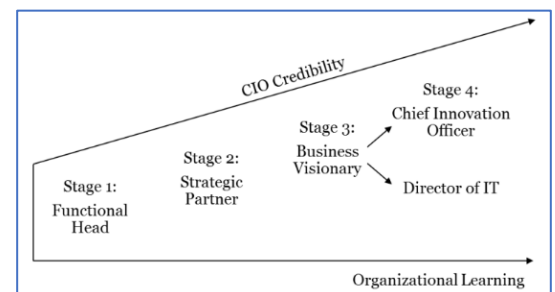 CIO Credibility
Stage 1:
Functional
Head
Stage 2:
Strategic
Partner
Stage 3:
Business
Visionary
Stage 4:
Chief Innovation
Officer
Director of IT
Organizational Learning